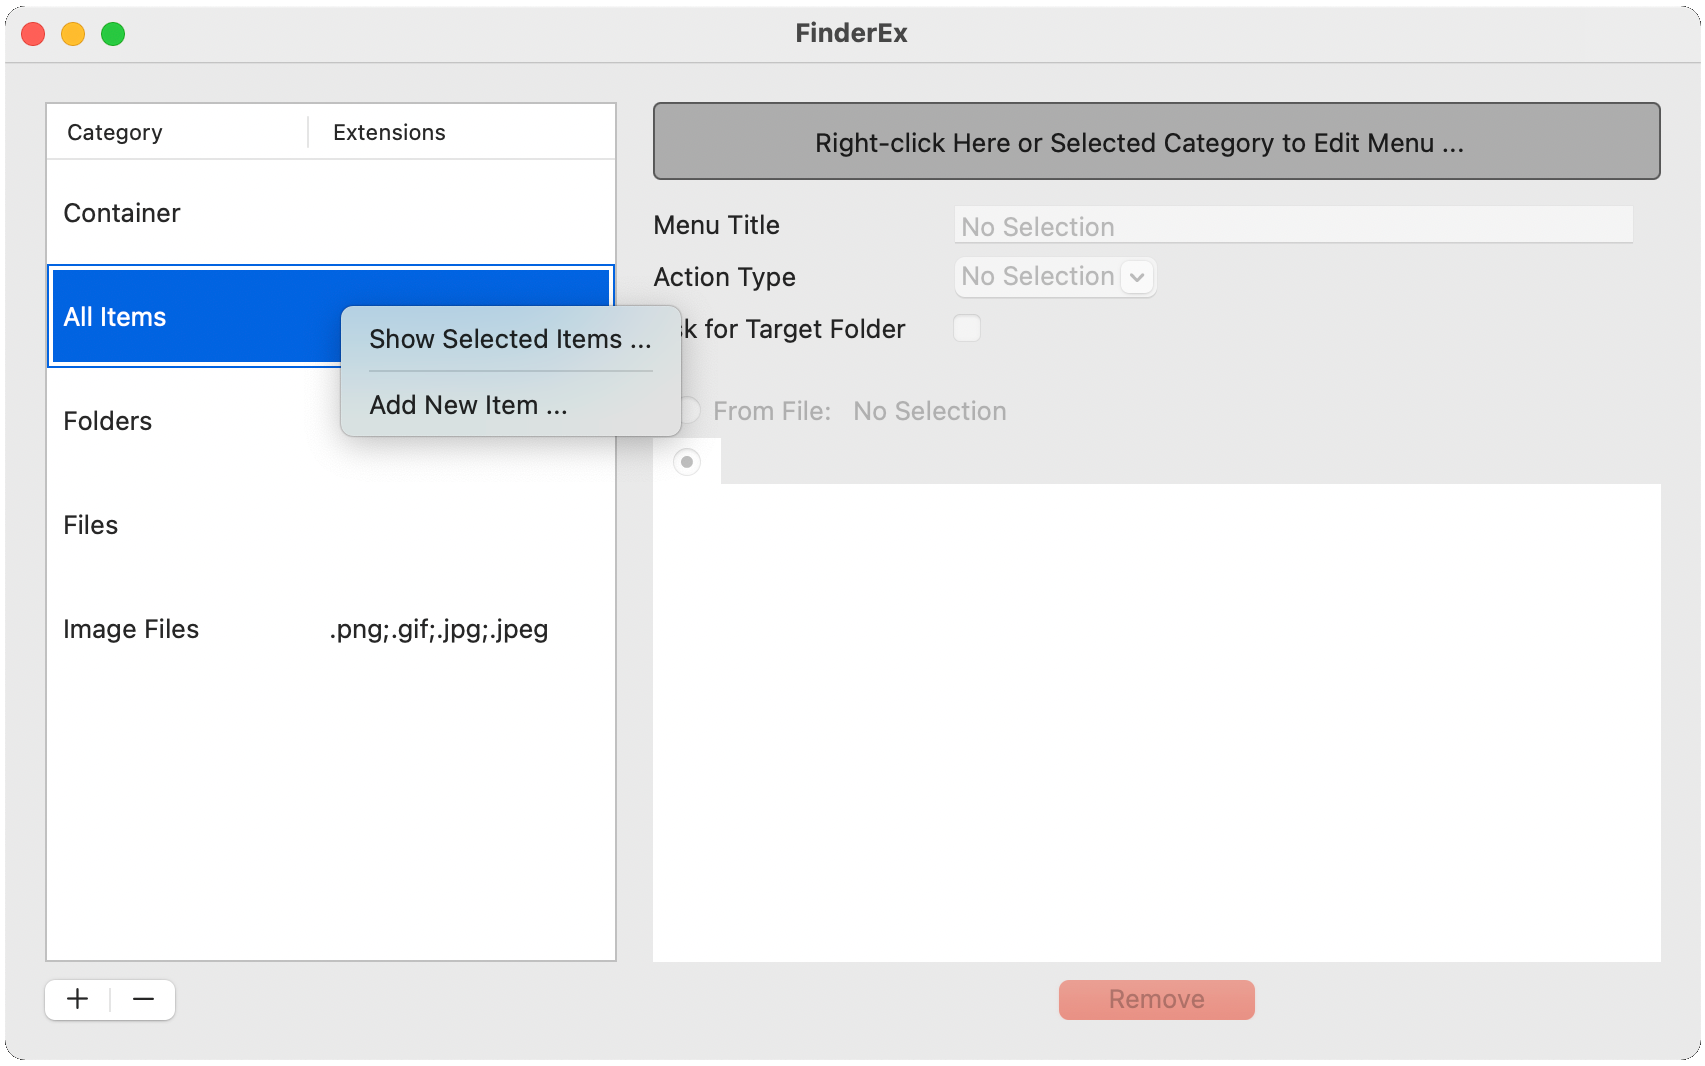 FinderEx
Category Extensions
Container
All Items
Folders
Files
Image Files .png;.gif;.jpg;.jpeg
Show Selected Items ...
Add New Item ...
Right-click Here or Selected Category to Edit Menu ...
Menu Title No Selection
Action Type No Selection
sk for Target Folder
From File: No Selection
Remove